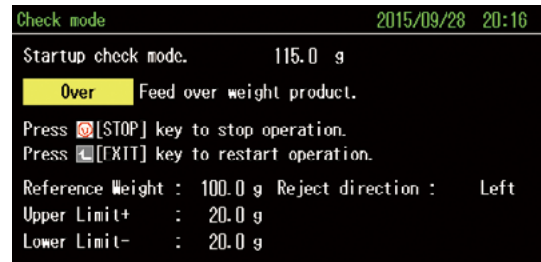 Check mode 2015/09/28 20:16
Startup check mode. 115.0 g
Over Feed over weight product.
Press [STOP] key to stop operation.
Press [EXIT] key to restart operation.
Reference Weight : 100.0 g Reject direction : Left
Upper Limit+ : 20.0 g
Lower Limit- : 20.0 g